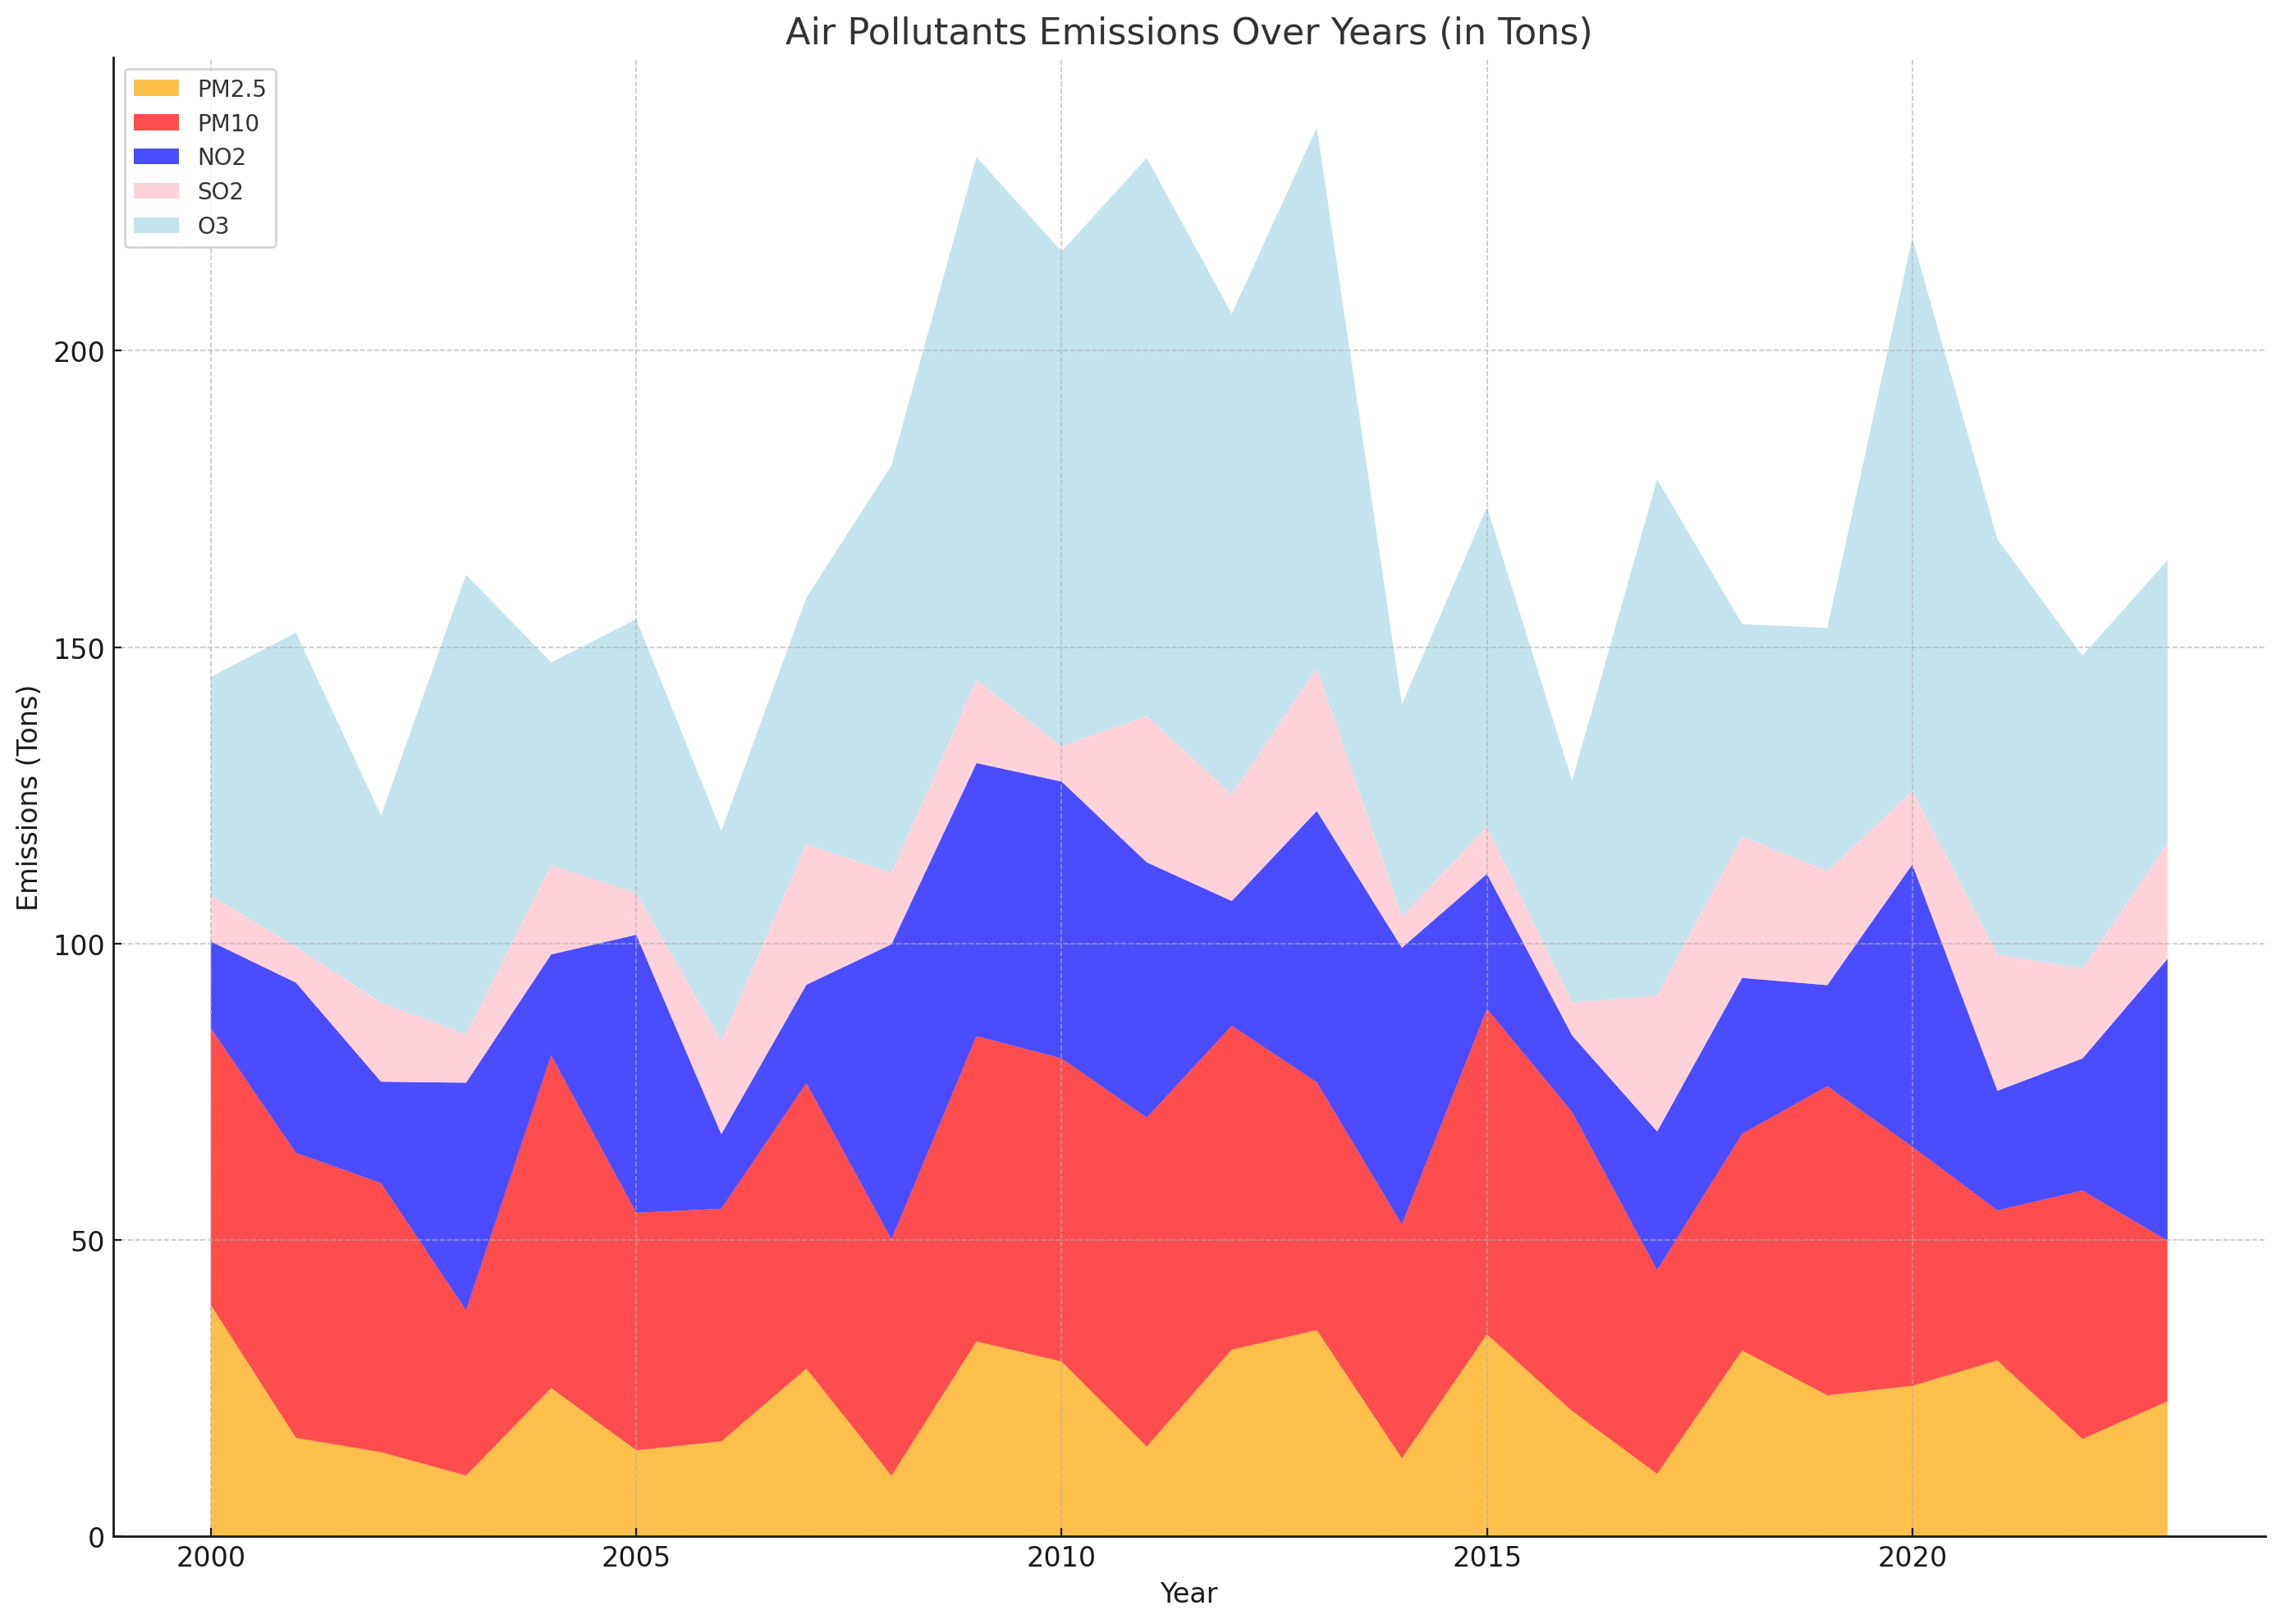 Air Pollutants Emissions Over Years (in Tons)
PM2.5
PM10
NO2
SO2
O3
Emissions (Tons)
200
150
100
50
0
2000
2005
2010
2015
2020
Year